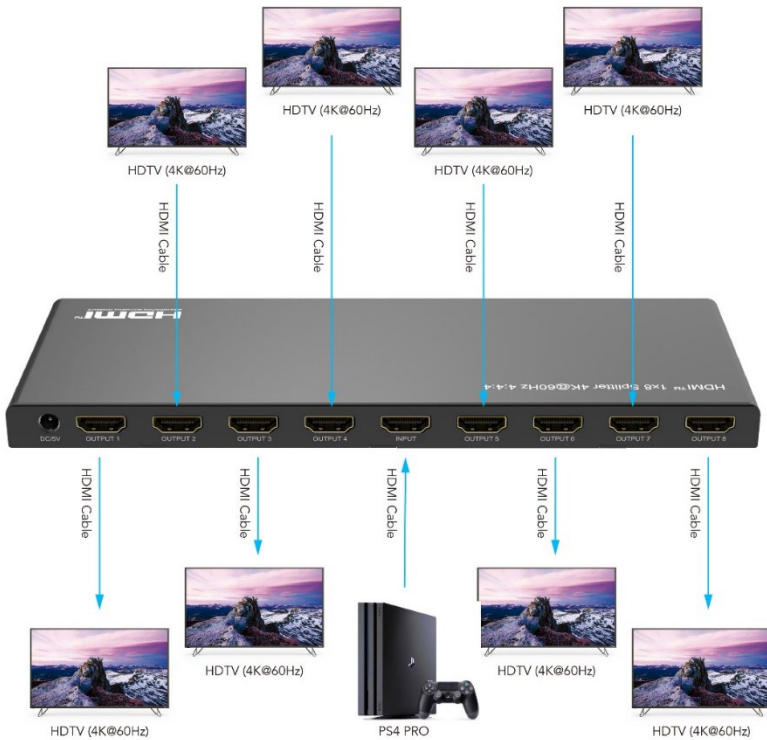 HDTV (4K@60Hz)
HDTV (4K@60Hz)
HDTV (4K@60Hz)
HDTV (4K@60Hz)
HDMI Cable
HDMI Cable
HDMI Cable
HDMI Cable
HDMI™
HDMI™ 1x8 Splitter 4K@60Hz 4:4:4
DC/5V
OUTPUT 1
OUTPUT 2
OUTPUT 3
OUTPUT 4
INPUT
OUTPUT 5
OUTPUT 6
OUTPUT 7
OUTPUT 8
HDMI Cable
HDMI Cable
HDMI Cable
HDMI Cable
HDMI Cable
HDTV (4K@60Hz)
HDTV (4K@60Hz)
HDTV (4K@60Hz)
PS4 PRO
HDTV (4K@60Hz)